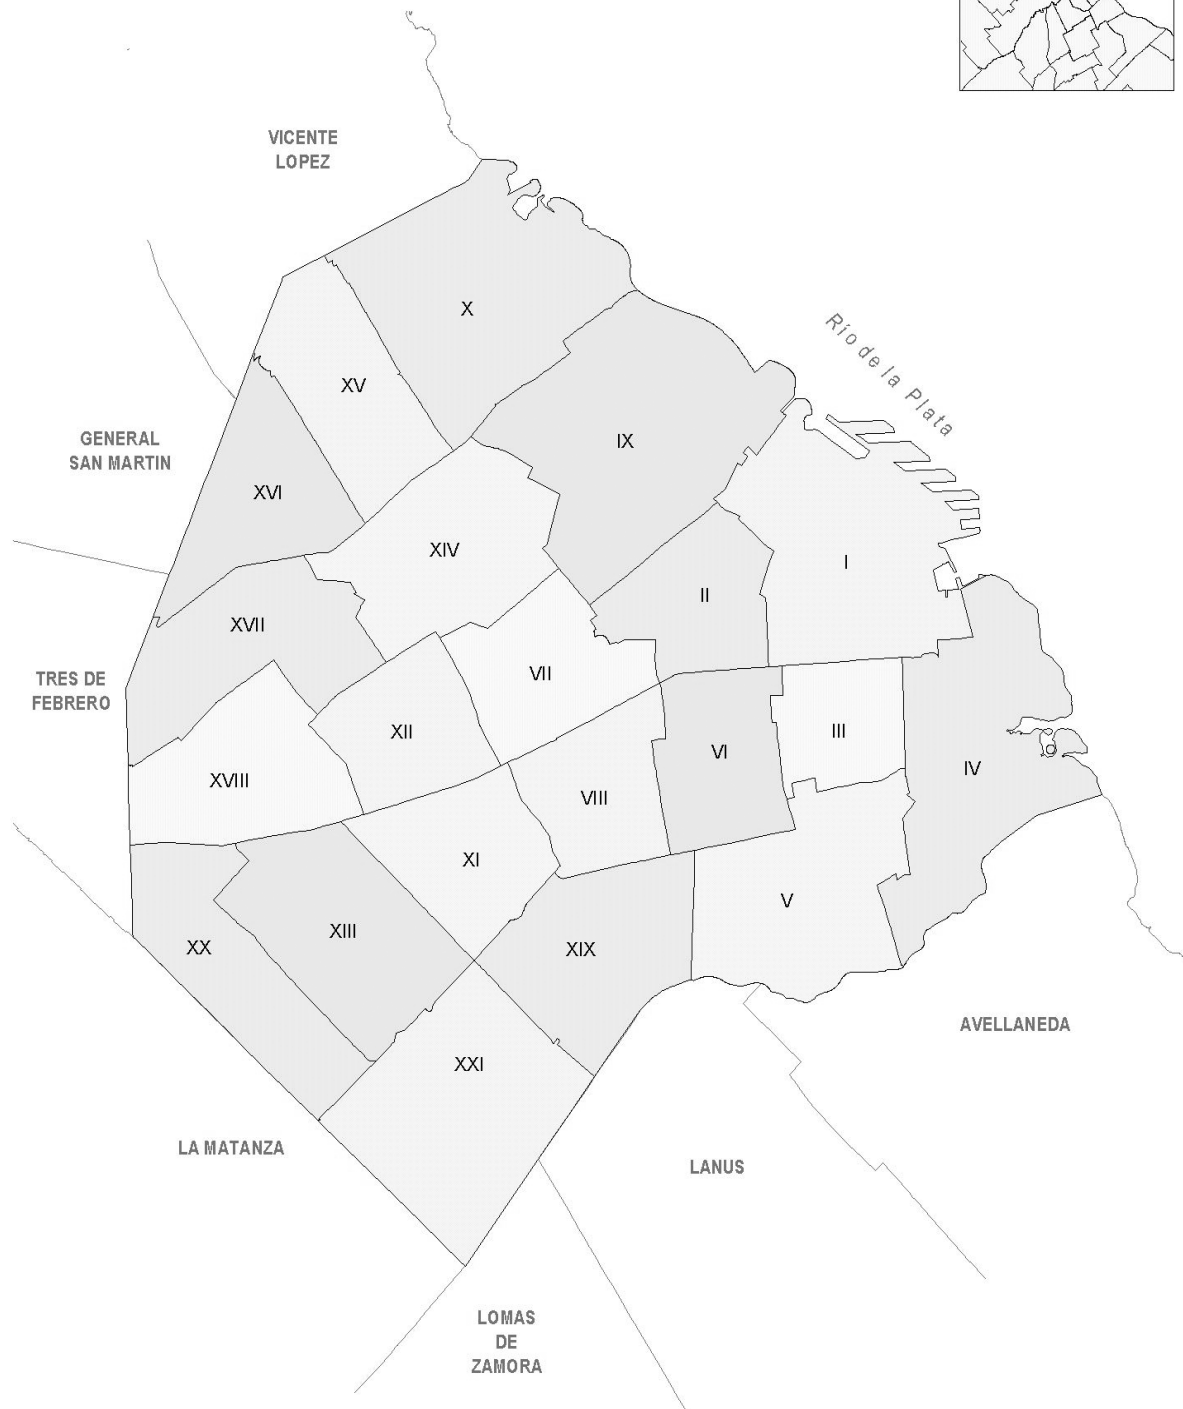 VICENTE
LOPEZ
X
Río de la Plata
XV
GENERAL
SAN MARTIN
IX
XVI
XIV
I
II
XVII
TRES DE
FEBRERO
VII
XII
III
VI
IV
XVIII
VIII
XI
V
XIII
XX
XIX
AVELLANEDA
XXI
LA MATANZA
LANUS
LOMAS
DE
ZAMORA